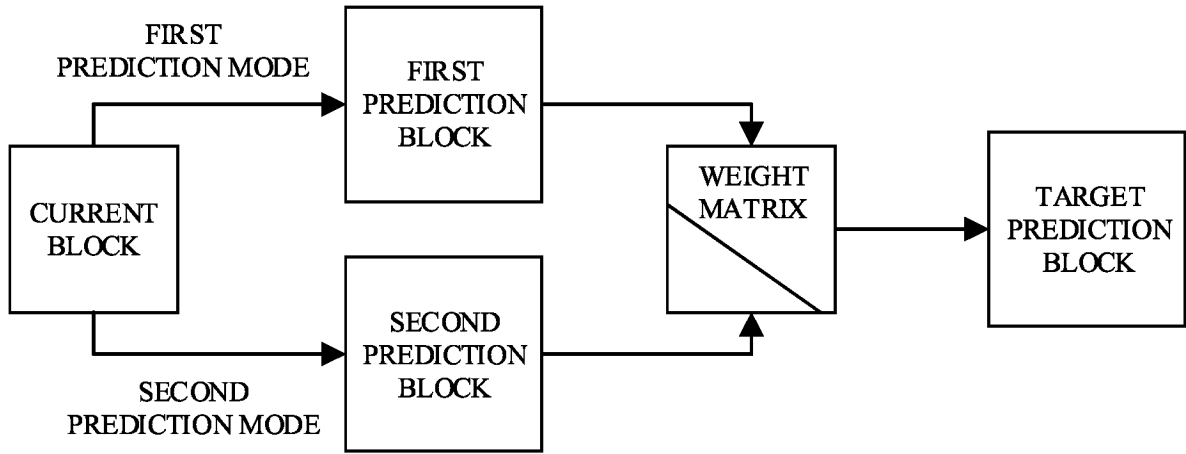 FIRST
PREDICTION MODE
FIRST
PREDICTION
BLOCK
CURRENT
BLOCK
WEIGHT
MATRIX
TARGET
PREDICTION
BLOCK
SECOND
PREDICTION
BLOCK
SECOND
PREDICTION MODE